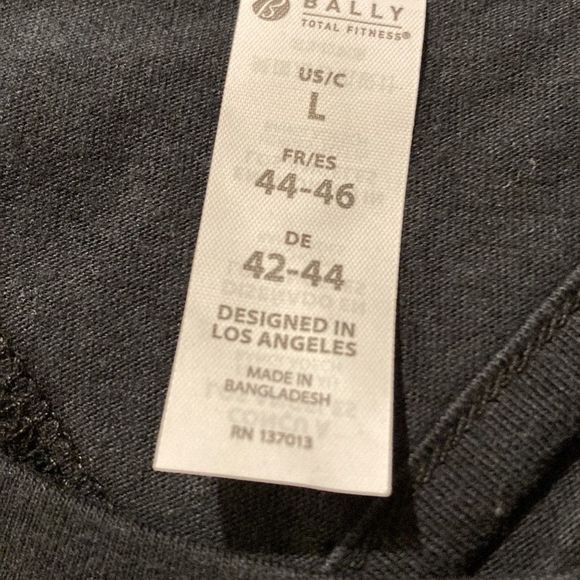 BALLY
TOTAL FITNESS®
US/C
L
FR/ES
44-46
DE
42-44
DESIGNED IN
LOS ANGELES
MADE IN
BANGLADESH
RN 137013